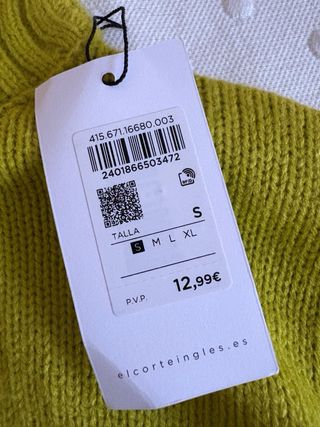 415.671.16680.003
2401866503472
RFID
TALLA
S
S M L XL
P.V.P. 12,99€
elcorteingles.es